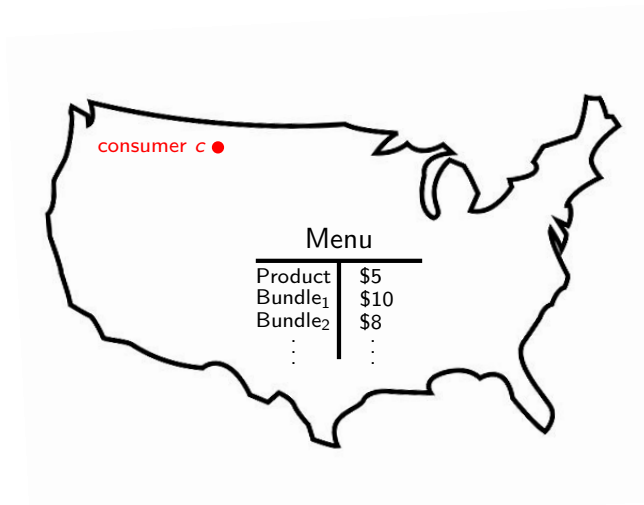 consumer c
Menu
Product $5
Bundle₁ $10
Bundle₂ $8